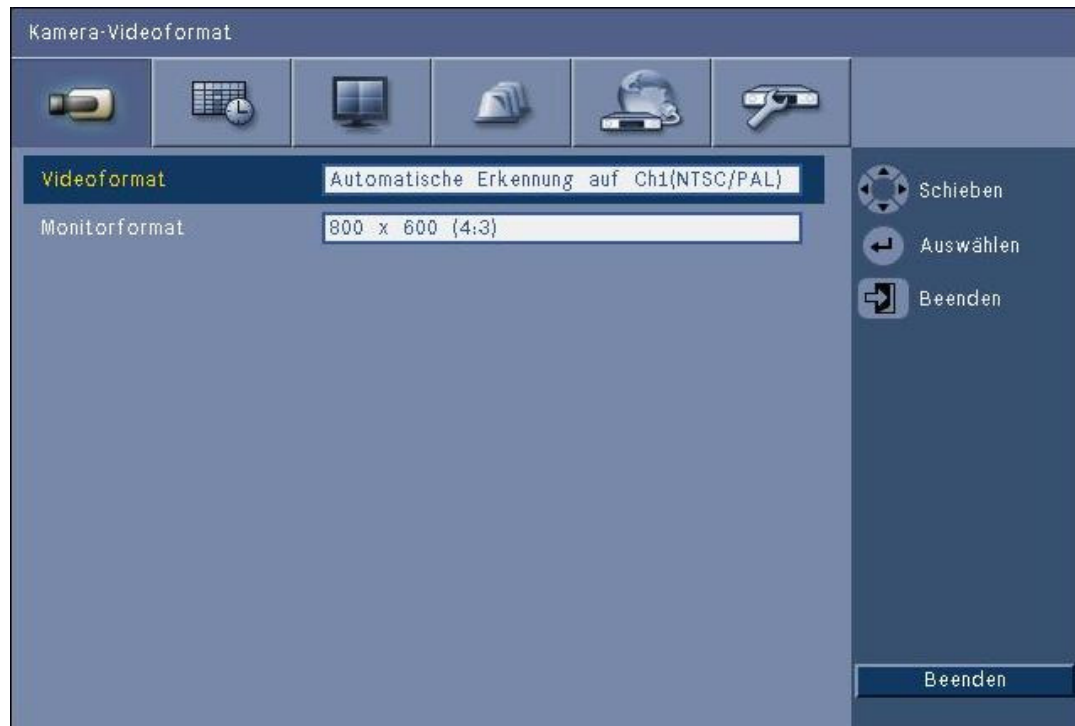 Kamera-Videoformat
Videoformat
Automatische Erkennung auf Ch1(NTSC/PAL)
Monitorformat
800 x 600 (4:3)
Schieben
Auswählen
Beenden
Beenden